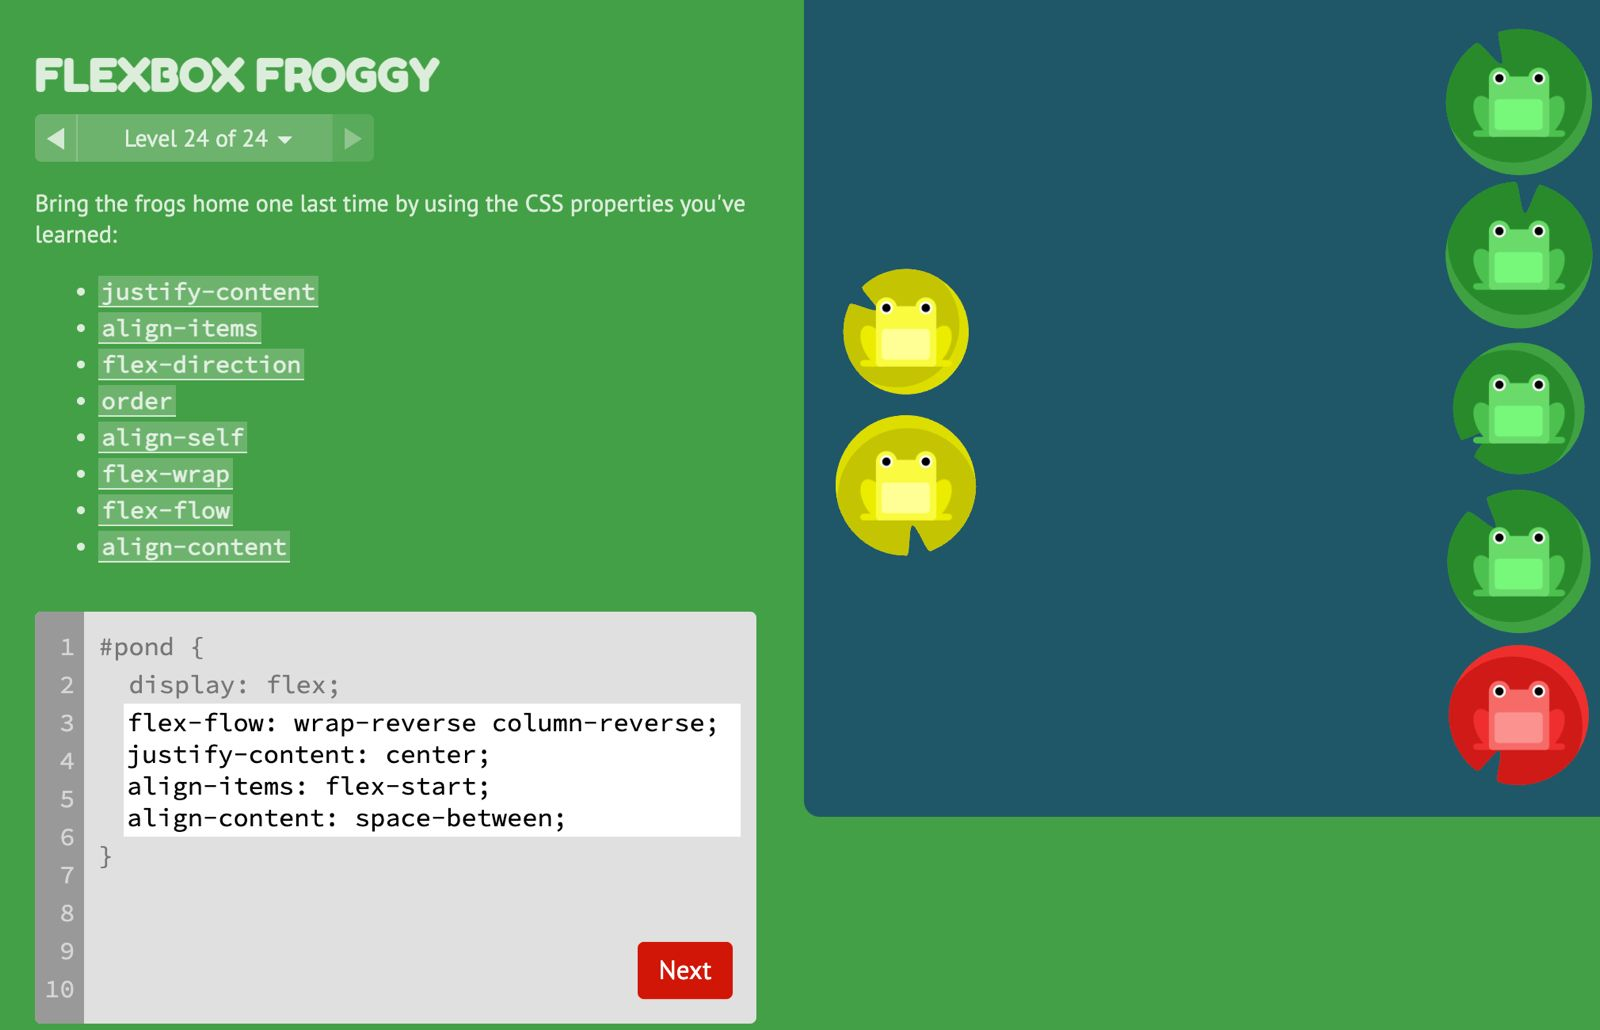 FLEXBOX FROGGY
Level 24 of 24
Bring the frogs home one last time by using the CSS properties you've
learned:
justify-content
align-items
flex-direction
order
align-self
flex-wrap
flex-flow
align-content
1 #pond {
2 display: flex;
3 flex-flow: wrap-reverse column-reverse;
4 justify-content: center;
5 align-items: flex-start;
6 align-content: space-between;
}
7
8
9
10
Next